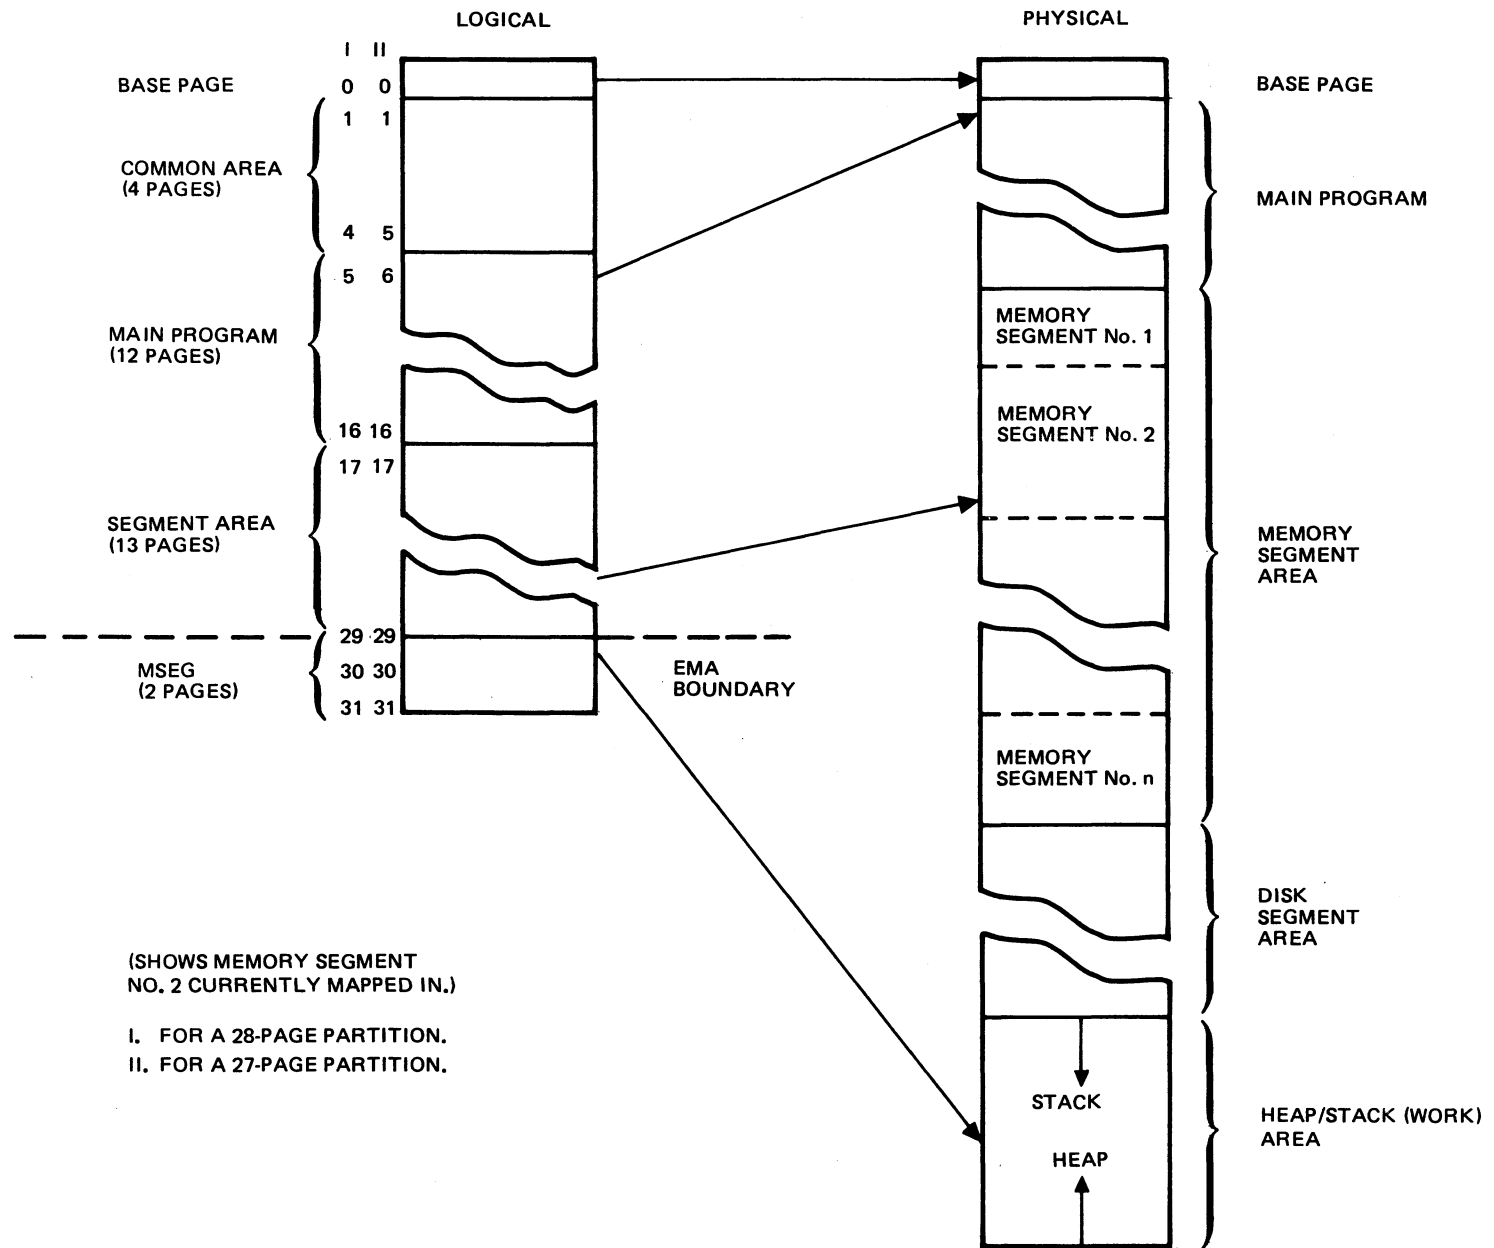 LOGICAL
PHYSICAL
I II
BASE PAGE
0 0
BASE PAGE
1 1
COMMON AREA
(4 PAGES)
MAIN PROGRAM
4 5
5 6
MAIN PROGRAM
(12 PAGES)
MEMORY
SEGMENT No. 1
MEMORY
SEGMENT No. 2
16 16
17 17
SEGMENT AREA
(13 PAGES)
MEMORY
SEGMENT
AREA
29 29
MSEG
(2 PAGES)
30 30
EMA
BOUNDARY
31 31
MEMORY
SEGMENT No. n
DISK
SEGMENT
AREA
(SHOWS MEMORY SEGMENT
NO. 2 CURRENTLY MAPPED IN.)
I. FOR A 28-PAGE PARTITION.
II. FOR A 27-PAGE PARTITION.
STACK
HEAP/STACK (WORK)
AREA
HEAP